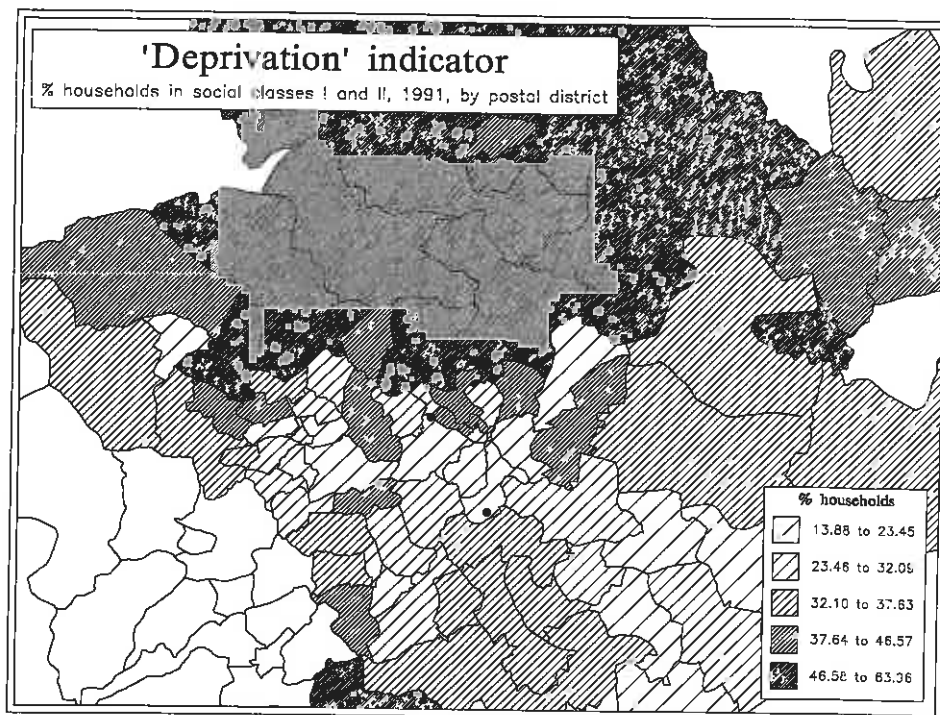 'Deprivation' indicator
% households in social classes I and II, 1991, by postal district
% households
13.88 to 23.45
23.46 to 32.09
32.10 to 37.63
37.64 to 46.57
46.58 to 63.36